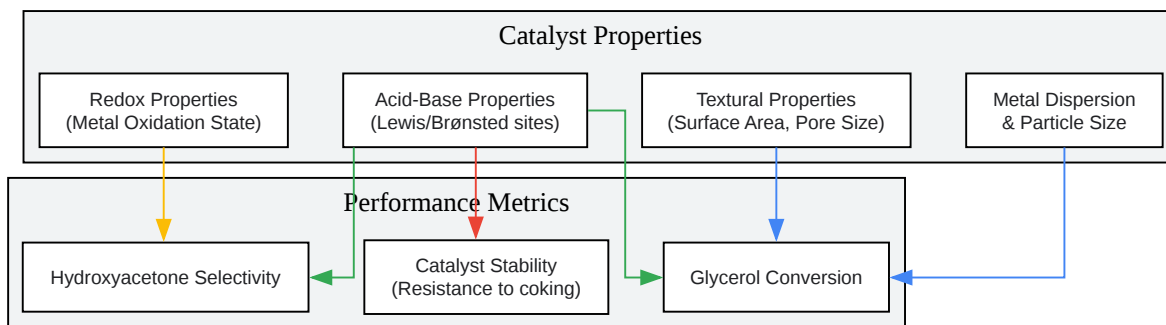 Catalyst Properties
Redox Properties
(Metal Oxidation State)
Acid-Base Properties
(Lewis/Brønsted sites)
Textural Properties
(Surface Area, Pore Size)
Metal Dispersion
& Particle Size
Performance Metrics
Hydroxyacetone Selectivity
Catalyst Stability
(Resistance to coking)
Glycerol Conversion